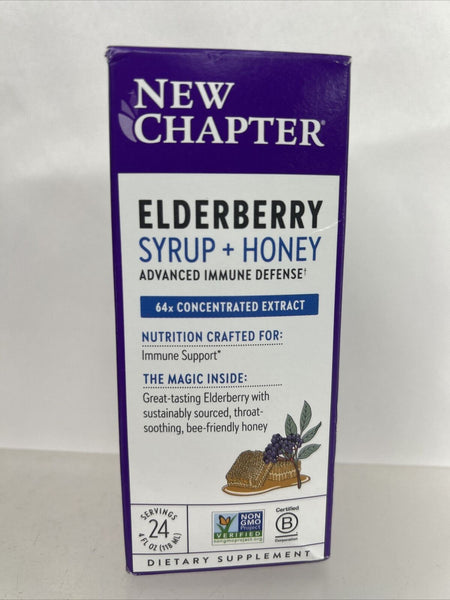 NEW
CHAPTER®
ELDERBERRY
SYRUP + HONEY
ADVANCED IMMUNE DEFENSE†
64x CONCENTRATED EXTRACT
NUTRITION CRAFTED FOR:
Immune Support*
THE MAGIC INSIDE:
Great-tasting Elderberry with
sustainably sourced, throat-
soothing, bee-friendly honey
SERVINGS
24
4 FL OZ (118 ML)
NON
GMO
Project
VERIFIED
nongmoproject.org
Certified
B
Corporation
DIETARY SUPPLEMENT